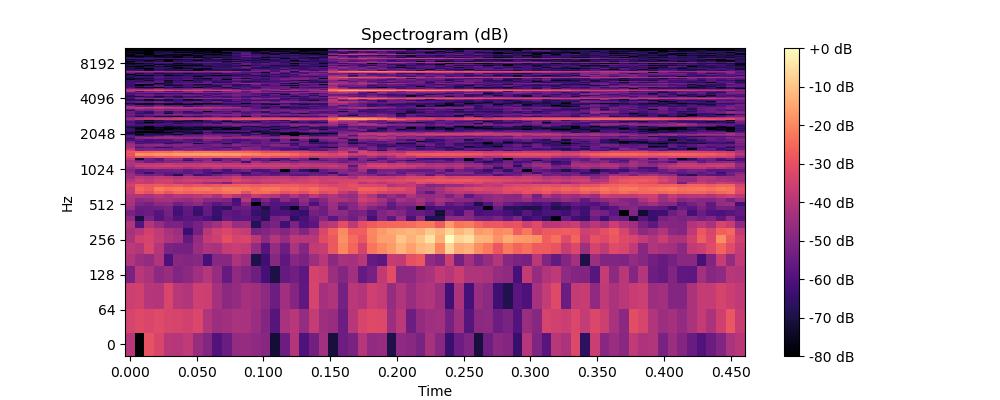 Spectrogram (dB)
Hz
8192
4096
2048
1024
512
256
128
64
0
0.000 0.050 0.100 0.150 0.200 0.250 0.300 0.350 0.400 0.450
Time
+0 dB
-10 dB
-20 dB
-30 dB
-40 dB
-50 dB
-60 dB
-70 dB
-80 dB